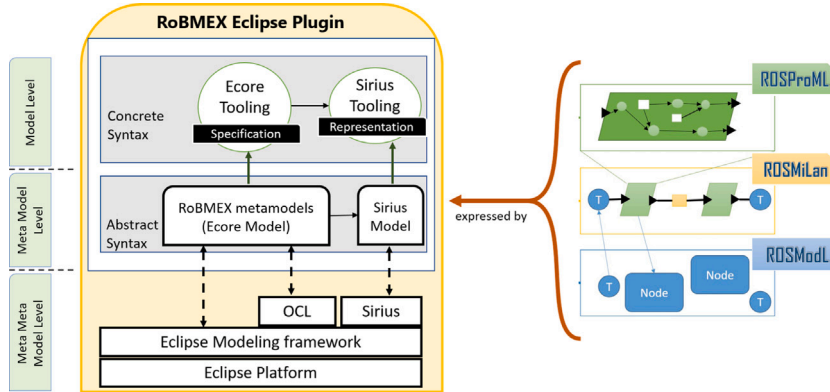 RoBMEX Eclipse Plugin
Model Level
Concrete
Syntax
Ecore
Tooling
Specification
Sirius
Tooling
Representation
Meta Model
Level
Abstract
Syntax
RoBMEX metamodels
(Ecore Model)
Sirius
Model
Meta Meta
Model Level
OCL
Sirius
Eclipse Modeling framework
Eclipse Platform
expressed by
ROSProML
ROSMiLan
T
T
ROSModL
T
Node
Node
T